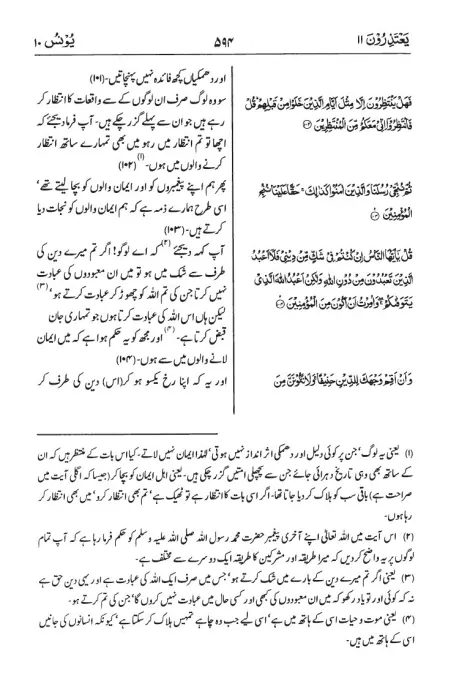 یَعْتَذِرُوْنَ ۱۱
۵۹۴
یُوْنُس ۱۰
اور دھمکیاں کچھ فائدہ نہیں پہنچاتیں-(۱۰۱)
فَهَلْ يَنْتَظِرُوْنَ اِلَّا مِثْلَ اَيَّامِ الَّذِيْنَ خَلَوْا مِنْ قَبْلِهِمْ قُلْ
فَانْتَظِرُوْٓا اِنِّىْ مَعَكُمْ مِّنَ الْمُنْتَظِرِيْنَ ۝
سو وہ لوگ صرف ان لوگوں کے سے واقعات کا انتظار کر
رہے ہیں جو ان سے پہلے گزر چکے ہیں- آپ فرما دیجئے کہ
اچھا تو تم انتظار میں رہو میں بھی تمہارے ساتھ انتظار
کرنے والوں میں ہوں-(۱) (۱۰۲)
ثُمَّ نُنَجِّىْ رُسُلَنَا وَالَّذِيْنَ اٰمَنُوْا كَذٰلِكَ ۚ حَقًّا عَلَيْنَا نُنْجِ
الْمُؤْمِنِيْنَ ۝
پھر ہم اپنے پیغمبروں کو اور ایمان والوں کو بچا لیتے تھے'
اسی طرح ہمارے ذمہ ہے کہ ہم ایمان والوں کو نجات دیا
کرتے ہیں-(۱۰۳)
قُلْ يٰٓاَيُّهَا النَّاسُ اِنْ كُنْتُمْ فِىْ شَكٍّ مِّنْ دِيْنِىْ فَلَآ اَعْبُدُ
الَّذِيْنَ تَعْبُدُوْنَ مِنْ دُوْنِ اللّٰهِ وَلٰكِنْ اَعْبُدُ اللّٰهَ الَّذِىْ
يَتَوَفّٰىكُمْ ۖ وَاُمِرْتُ اَنْ اَكُوْنَ مِنَ الْمُؤْمِنِيْنَ ۝
آپ کہہ دیجئے (۲) کہ اے لوگو! اگر تم میرے دین کی
طرف سے شک میں ہو تو میں ان معبودوں کی عبادت
نہیں کرتا جن کی تم اللہ کو چھوڑ کر عبادت کرتے ہو' (۳)
لیکن ہاں اس اللہ کی عبادت کرتا ہوں جو تمہاری جان
قبض کرتا ہے-(۴) اور مجھ کو یہ حکم ہوا ہے کہ میں ایمان
لانے والوں میں سے ہوں-(۱۰۴)
وَاَنْ اَقِمْ وَجْهَكَ لِلدِّيْنِ حَنِيْفًا ۚ وَلَا تَكُوْنَنَّ مِنَ
اور یہ کہ اپنا رخ یکسو ہو کر (اس) دین کی طرف کر
(۱) یعنی یہ لوگ' جن پر کوئی دلیل اور دھمکی اثر انداز نہیں ہوتی' لہٰذا ایمان نہیں لاتے- کیا اس بات کے منتظر ہیں کہ ان
کے ساتھ بھی وہی تاریخ دہرائی جائے جن سے پچھلی امتیں گزر چکی ہیں- یعنی اہل ایمان کو بچا کر (جیسا کہ اگلی آیت میں
صراحت ہے) باقی سب کو ہلاک کر دیا جاتا تھا- اگر اسی بات کا انتظار ہے تو ٹھیک ہے' تم بھی انتظار کرو' میں بھی انتظار کر
رہا ہوں-
(۲) اس آیت میں اللہ تعالیٰ اپنے آخری پیغمبر حضرت محمد رسول اللہ صلی اللہ علیہ وسلم کو حکم فرما رہا ہے کہ آپ تمام
لوگوں پر یہ واضح کر دیں کہ میرا طریقہ اور مشرکین کا طریقہ ایک دوسرے سے مختلف ہے-
(۳) یعنی اگر تم میرے دین کے بارے میں شک کرتے ہو' جس میں صرف ایک اللہ کی عبادت ہے اور یہی دین حق ہے
نہ کہ کوئی اور تو یاد رکھو کہ میں ان معبودوں کی کبھی اور کسی حال میں عبادت نہیں کروں گا' جن کی تم کرتے ہو-
(۴) یعنی موت و حیات اسی کے ہاتھ میں ہے' اسی لیے جب وہ چاہے تمہیں ہلاک کر سکتا ہے' کیونکہ انسانوں کی جانیں
اسی کے ہاتھ میں ہیں-